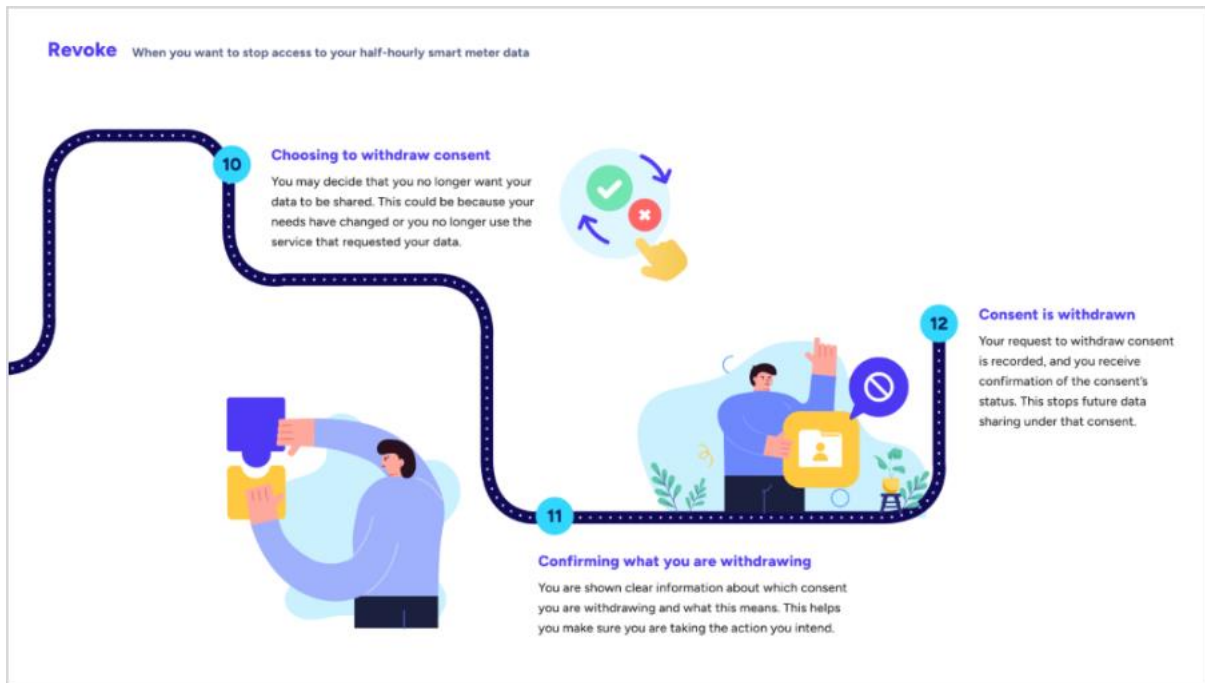 Revoke When you want to stop access to your half-hourly smart meter data
10
Choosing to withdraw consent
You may decide that you no longer want your
data to be shared. This could be because your
needs have changed or you no longer use the
service that requested your data.
11
Confirming what you are withdrawing
You are shown clear information about which consent
you are withdrawing and what this means. This helps
you make sure you are taking the action you intend.
12
Consent is withdrawn
Your request to withdraw consent
is recorded, and you receive
confirmation of the consent's
status. This stops future data
sharing under that consent.